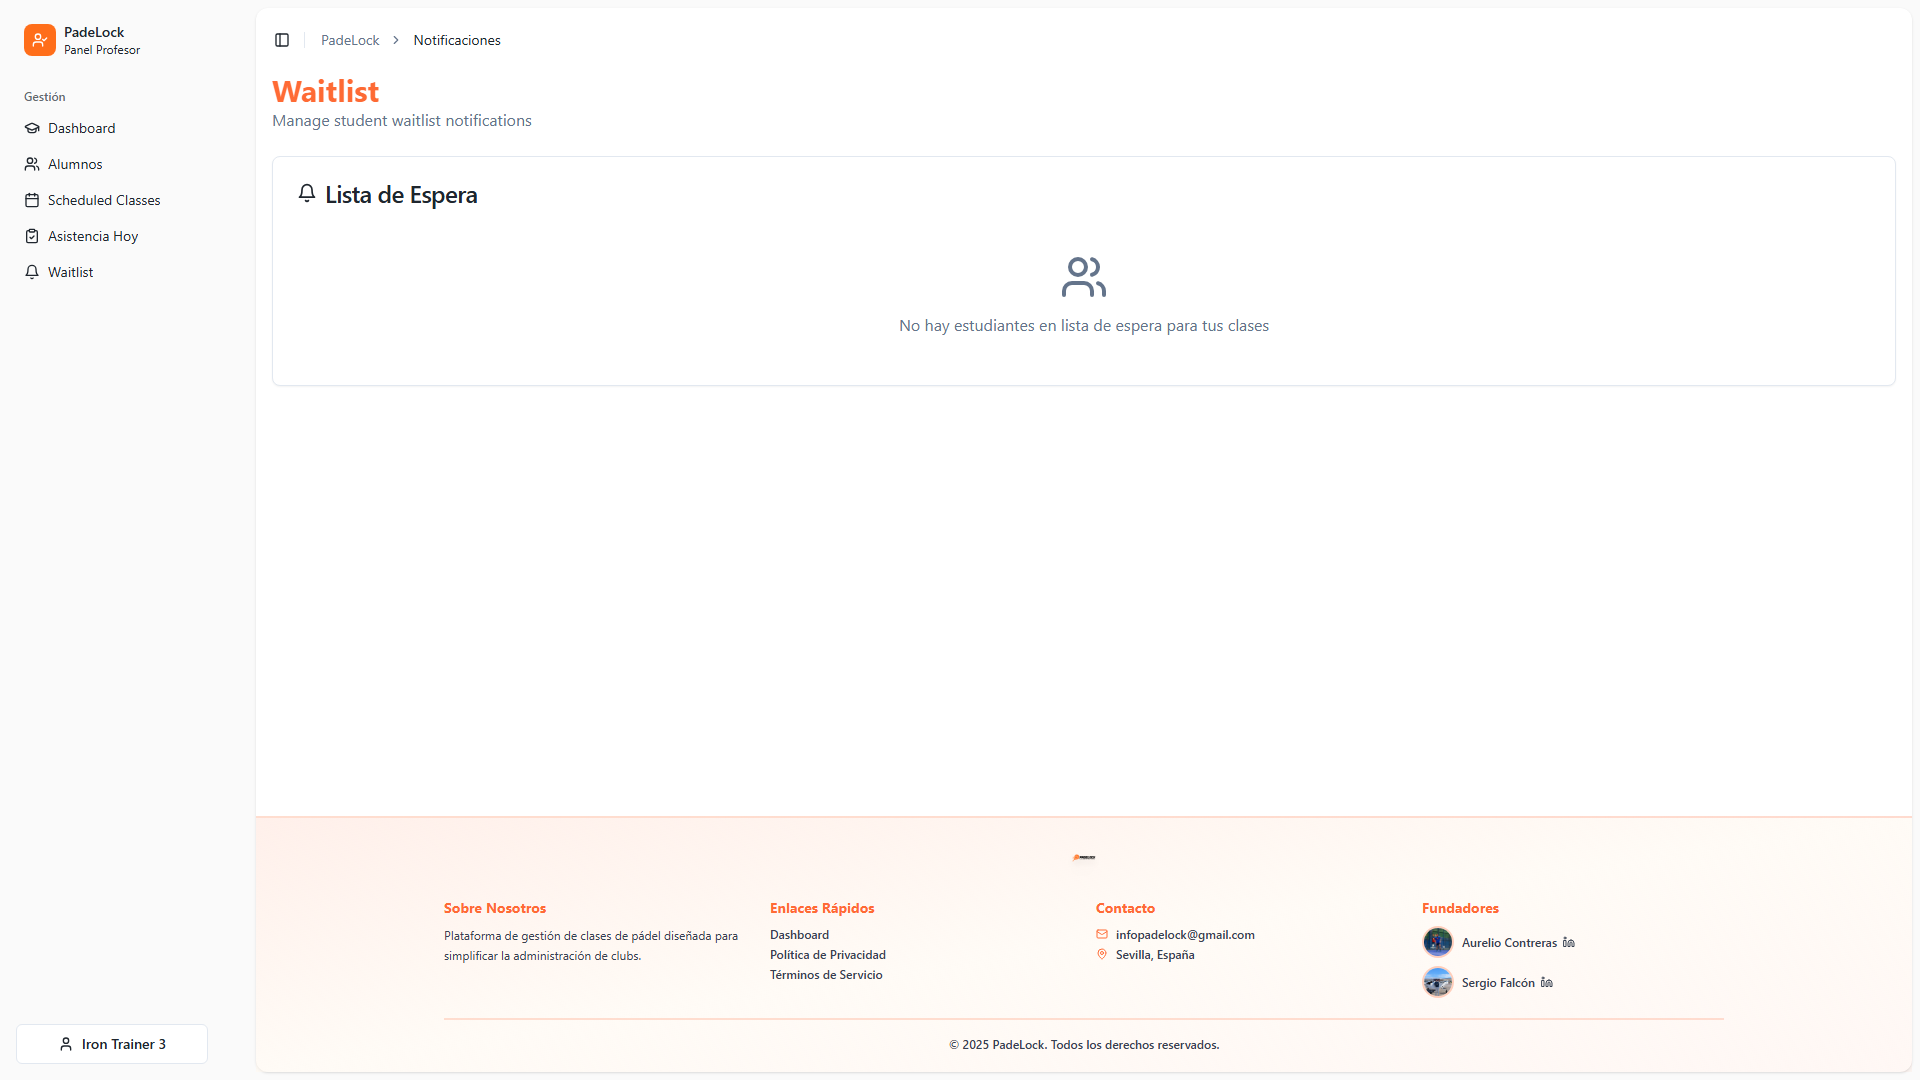 PadeLock
Panel Profesor
Gestión
Dashboard
Alumnos
Scheduled Classes
Asistencia Hoy
Waitlist
Iron Trainer 3
PadeLock > Notificaciones
Waitlist
Manage student waitlist notifications
Lista de Espera
No hay estudiantes en lista de espera para tus clases
Sobre Nosotros
Plataforma de gestión de clases de pádel diseñada para
simplificar la administración de clubs.
Enlaces Rápidos
Dashboard
Política de Privacidad
Términos de Servicio
Contacto
infopadelock@gmail.com
Sevilla, España
Fundadores
Aurelio Contreras
Sergio Falcón
© 2025 PadeLock. Todos los derechos reservados.